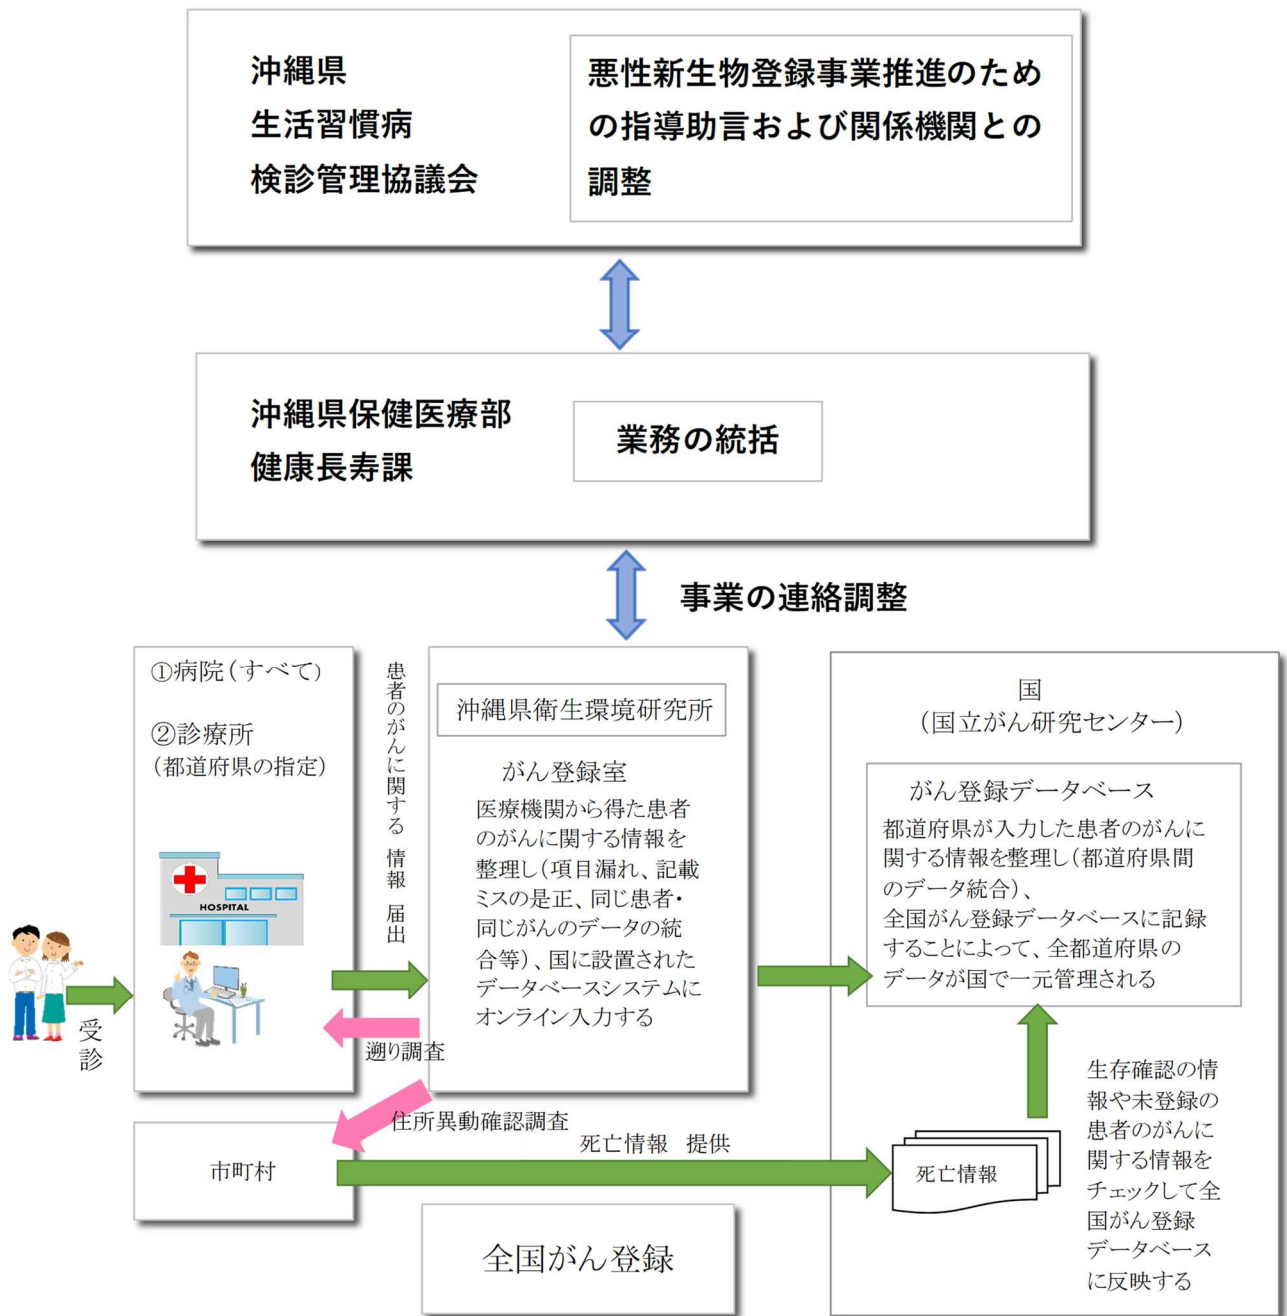 沖縄県
生活習慣病
検診管理協議会
悪性新生物登録事業推進のため
の指導助言および関係機関との
調整
沖縄県保健医療部
健康長寿課
業務の統括
事業の連絡調整
①病院(すべて)
②診療所
(都道府県の指定)
HOSPITAL
受診
患者のがんに関する 情報 届出
沖縄県衛生環境研究所
がん登録室
医療機関から得た患者
のがんに関する情報を
整理し(項目漏れ、記載
ミスの是正、同じ患者・
同じがんのデータの統
合等)、国に設置された
データベースシステムに
オンライン入力する
遡り調査
住所異動確認調査
市町村
死亡情報 提供
国
(国立がん研究センター)
がん登録データベース
都道府県が入力した患者のがんに
関する情報を整理し(都道府県間
のデータ統合)、
全国がん登録データベースに記録
することによって、全都道府県の
データが国で一元管理される
死亡情報
生存確認の情
報や未登録の
患者のがんに
関する情報を
チェックして全
国がん登録
データベース
に反映する
全国がん登録